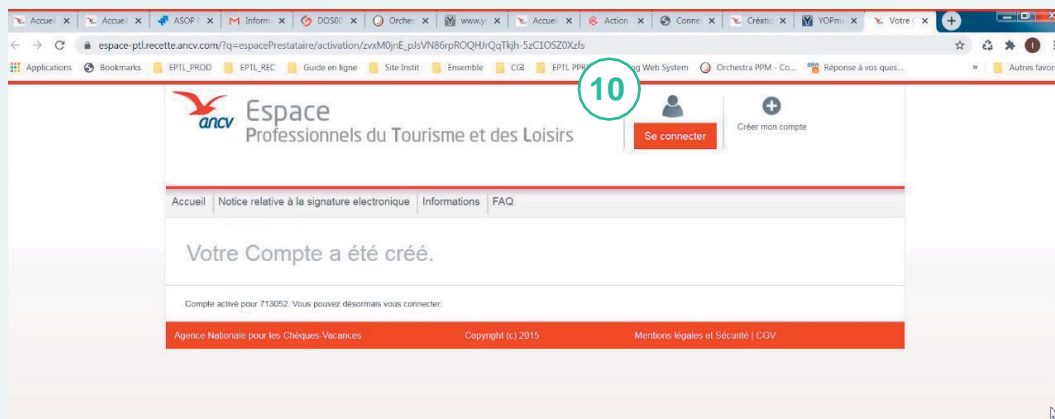 Accueil Accueil ASOP Inform DOS00 Orches www.y Accueil Action Conne Créatio YOPm Votre
espace-ptl.recette.ancv.com/?q=espacePrestataire/activation/
Applications Bookmarks EPTL_PROD EPTL_REC Guide en ligne Site Instit Ensemble CGI EPTL Web System Orchestra PPM - Co... Réponse à vos ques... » Autres favoris
10
ancv
Espace
Professionnels du Tourisme et des Loisirs
Se connecter
Créer mon compte
Accueil Notice relative à la signature electronique Informations FAQ
Votre Compte a été créé.
Compte activé pour 713052. Vous pouvez désormais vous connecter.
Agence Nationale pour les Chèques-Vacances Copyright (c) 2015 Mentions légales et Sécurité | CGV